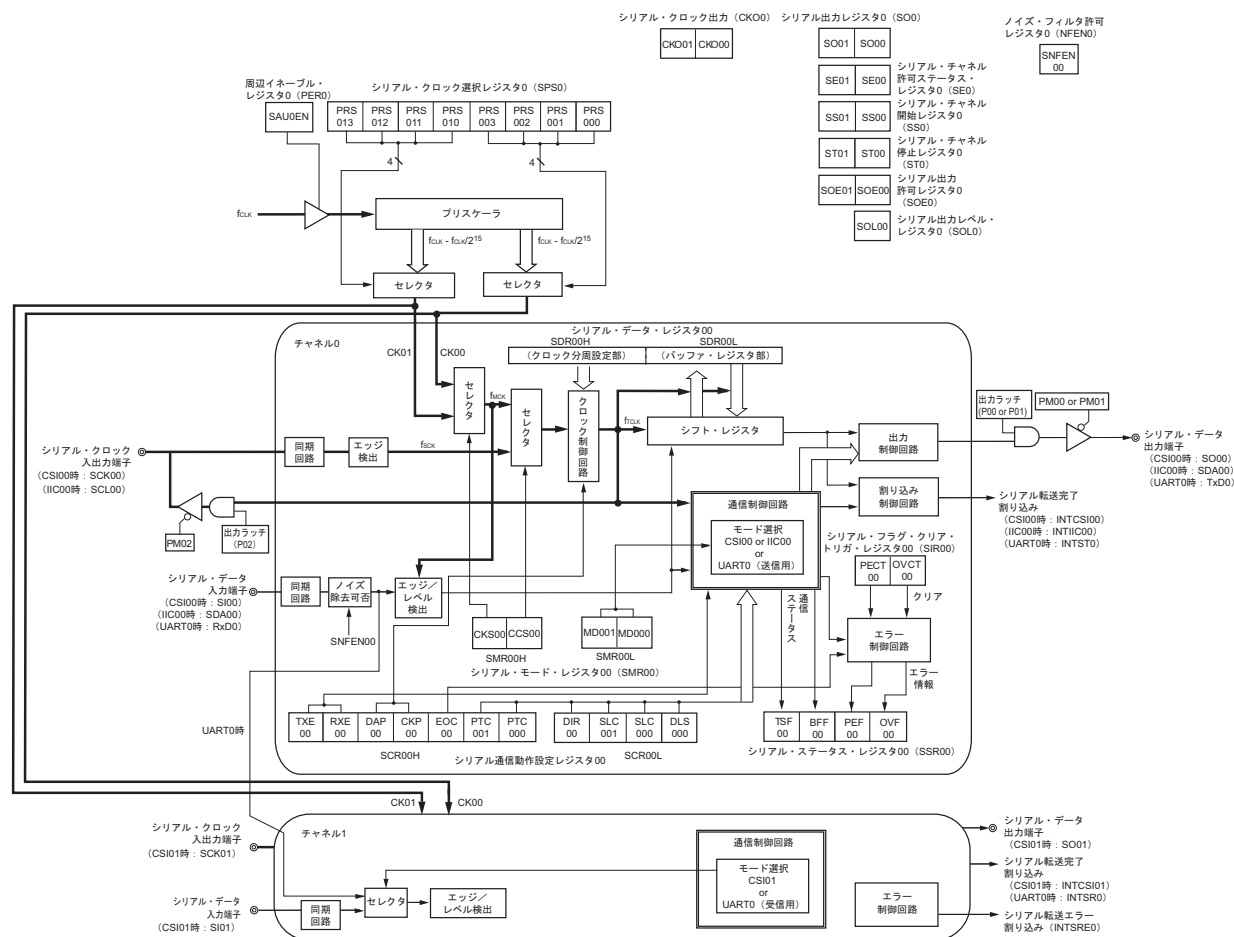 シリアル・クロック出力（CKO0）
CKO01 CKO00
シリアル出力レジスタ0（SO0）
SO01 SO00
ノイズ・フィルタ許可
レジスタ0（NFEN0）
SNFEN
00
SE01 SE00
シリアル・チャネル
許可ステータス・
レジスタ0（SE0）
SS01 SS00
シリアル・チャネル
開始レジスタ0
（SS0）
ST01 ST00
シリアル・チャネル
停止レジスタ0
（ST0）
SOE01 SOE00
シリアル出力
許可レジスタ0
（SOE0）
SOL00
シリアル出力レベル・
レジスタ0（SOL0）
周辺イネーブル・
レジスタ0（PER0）
SAU0EN
シリアル・クロック選択レジスタ0（SPS0）
PRS
013
PRS
012
PRS
011
PRS
010
PRS
003
PRS
002
PRS
001
PRS
000
4
4
fCLK
プリスケーラ
fCLK - fCLK/2^15
fCLK - fCLK/2^15
セレクタ
セレクタ
チャネル0
CK01
CK00
シリアル・データ・レジスタ00
SDR00H
SDR00L
（クロック分周設定部）
（バッファ・レジスタ部）
セレクタ
fMCK
セレクタ
クロック制御回路
fTCLK
シフト・レジスタ
fSCK
シリアル・クロック
入出力端子
（CSI00時：SCK00）
（IIC00時：SCL00）
同期
回路
エッジ
検出
PM02
出力ラッチ
（P02）
出力
制御回路
出力ラッチ
（P00 or P01）
PM00 or PM01
シリアル・データ
出力端子
（CSI00時：SO00）
（IIC00時：SDA00）
（UART0時：TxD0）
割り込み
制御回路
シリアル転送完了
割り込み
（CSI00時：INTCSI00）
（IIC00時：INTIIC00）
（UART0時：INTST0）
通信制御回路
モード選択
CSI00 or IIC00
or
UART0（送信用）
シリアル・フラグ・クリア・
トリガ・レジスタ00（SIR00）
PECT
00
OVCT
00
クリア
シリアル・データ
入力端子
（CSI00時：SI00）
（IIC00時：SDA00）
（UART0時：RxD0）
同期
回路
ノイズ
除去可否
SNFEN00
エッジ／
レベル
検出
CKS00 CCS00
SMR00H
MD001 MD000
SMR00L
シリアル・モード・レジスタ00（SMR00）
通信
ステータス
エラー
制御回路
エラー
情報
TXE
00
RXE
00
DAP
00
CKP
00
EOC
00
PTC
001
PTC
000
DIR
00
SLC
001
SLC
000
DLS
000
SCR00H
SCR00L
シリアル通信動作設定レジスタ00
TSF
00
BFF
00
PEF
00
OVF
00
シリアル・ステータス・レジスタ00（SSR00）
UART0時
CK01
CK00
チャネル1
シリアル・クロック
入出力端子
（CSI01時：SCK01）
シリアル・データ
入力端子
（CSI01時：SI01）
同期
回路
セレクタ
エッジ／
レベル検出
通信制御回路
モード選択
CSI01
or
UART0（受信用）
エラー
制御回路
シリアル・データ
出力端子
（CSI01時：SO01）
シリアル転送完了
割り込み
（CSI01時：INTCSI01）
（UART0時：INTSR0）
シリアル転送エラー
割り込み（INTSRE0）